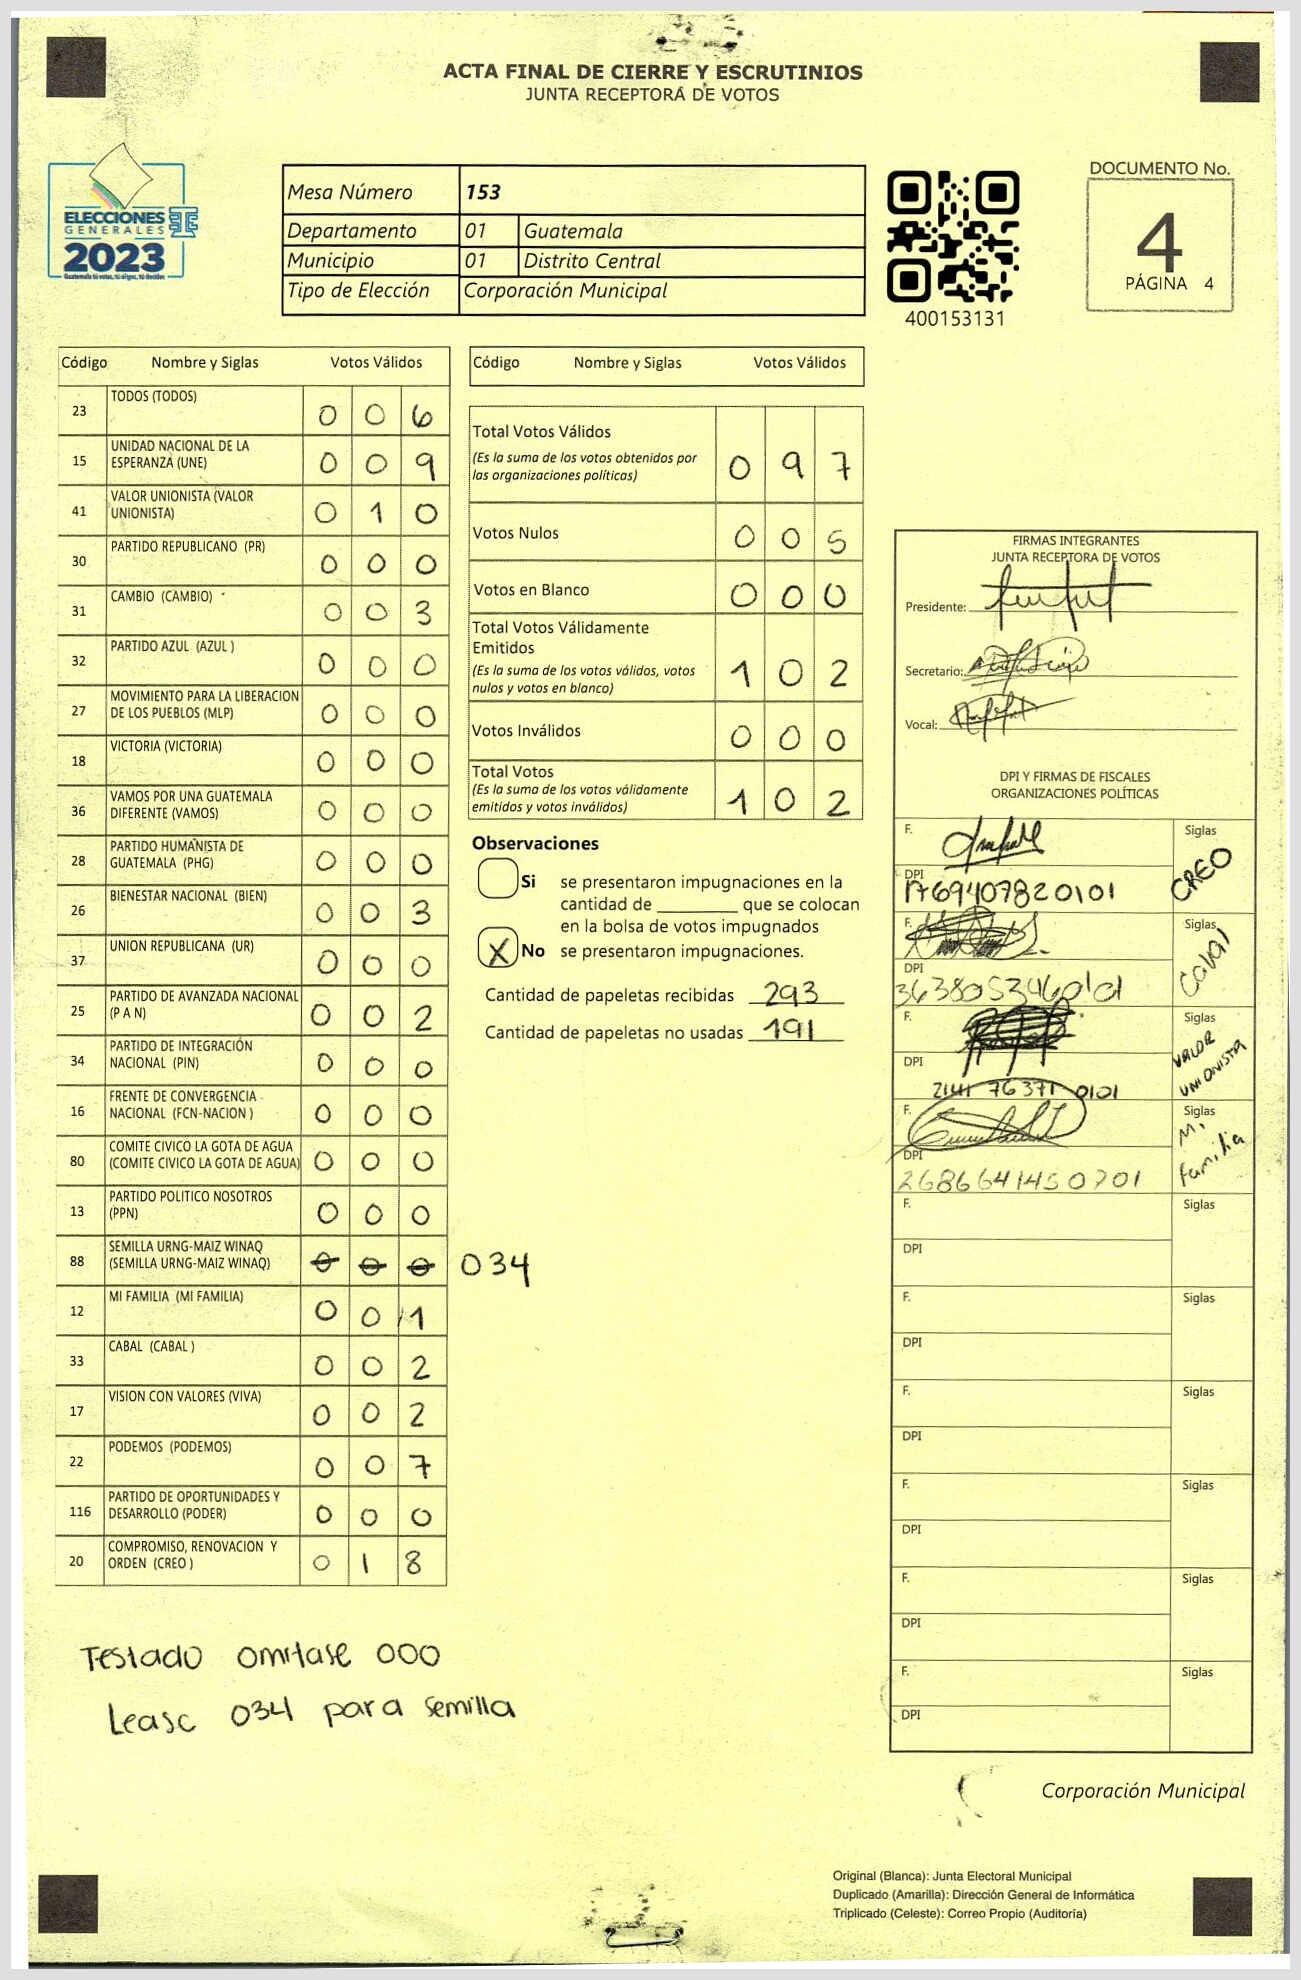 ACTA FINAL DE CIERRE Y ESCRUTINIOS
JUNTA RECEPTORA DE VOTOS
ELECCIONES
GENERALES
2023
Mesa Número 153
Departamento 01 Guatemala
Municipio 01 Distrito Central
Tipo de Elección Corporación Municipal
400153131
DOCUMENTO No.
4
PÁGINA 4
Código Nombre y Siglas Votos Válidos
23 TODOS (TODOS) 0 0 6
15 UNIDAD NACIONAL DE LA
ESPERANZA (UNE) 0 0 9
41 VALOR UNIONISTA (VALOR
UNIONISTA) 0 1 0
30 PARTIDO REPUBLICANO (PR) 0 0 0
31 CAMBIO (CAMBIO) 0 0 3
32 PARTIDO AZUL (AZUL ) 0 0 0
27 MOVIMIENTO PARA LA LIBERACION
DE LOS PUEBLOS (MLP) 0 0 0
18 VICTORIA (VICTORIA) 0 0 0
36 VAMOS POR UNA GUATEMALA
DIFERENTE (VAMOS) 0 0 0
28 PARTIDO HUMANISTA DE
GUATEMALA (PHG) 0 0 0
26 BIENESTAR NACIONAL (BIEN) 0 0 3
37 UNION REPUBLICANA (UR) 0 0 0
25 PARTIDO DE AVANZADA NACIONAL
(P A N) 0 0 2
34 PARTIDO DE INTEGRACIÓN
NACIONAL (PIN) 0 0 0
16 FRENTE DE CONVERGENCIA
NACIONAL (FCN-NACION ) 0 0 0
80 COMITE CIVICO LA GOTA DE AGUA
(COMITE CIVICO LA GOTA DE AGUA) 0 0 0
13 PARTIDO POLITICO NOSOTROS
(PPN) 0 0 0
88 SEMILLA URNG-MAIZ WINAQ
(SEMILLA URNG-MAIZ WINAQ) 0 0 0 034
12 MI FAMILIA (MI FAMILIA) 0 0 1
33 CABAL (CABAL ) 0 0 2
17 VISION CON VALORES (VIVA) 0 0 2
22 PODEMOS (PODEMOS) 0 0 7
116 PARTIDO DE OPORTUNIDADES Y
DESARROLLO (PODER) 0 0 0
20 COMPROMISO, RENOVACION Y
ORDEN (CREO ) 0 1 8
Testado omitase 000
Lease 034 para semilla
Código Nombre y Siglas Votos Válidos
Total Votos Válidos
(Es la suma de los votos obtenidos por
las organizaciones políticas) 0 9 7
Votos Nulos 0 0 5
Votos en Blanco 0 0 0
Total Votos Válidamente
Emitidos
(Es la suma de los votos válidos, votos
nulos y votos en blanco) 1 0 2
Votos Inválidos 0 0 0
Total Votos
(Es la suma de los votos válidamente
emitidos y votos inválidos) 1 0 2
Observaciones
Si se presentaron impugnaciones en la
cantidad de ________ que se colocan
en la bolsa de votos impugnados
X No se presentaron impugnaciones.
Cantidad de papeletas recibidas 293
Cantidad de papeletas no usadas 191
FIRMAS INTEGRANTES
JUNTA RECEPTORA DE VOTOS
Presidente:
Secretario:
Vocal:
DPI Y FIRMAS DE FISCALES
ORGANIZACIONES POLÍTICAS
F. Siglas
CREO
DPI
1769407820101
F. Siglas
Cabal
DPI
3638053460101
F. Siglas
VALOR
UNIONISTA
DPI
2141 76371 0101
F. Siglas
M.
familia
DPI
2686641450701
F. Siglas
DPI
F. Siglas
DPI
F. Siglas
DPI
F. Siglas
DPI
F. Siglas
DPI
F. Siglas
DPI
Corporación Municipal
Original (Blanca): Junta Electoral Municipal
Duplicado (Amarilla): Dirección General de Informática
Triplicado (Celeste): Correo Propio (Auditoría)